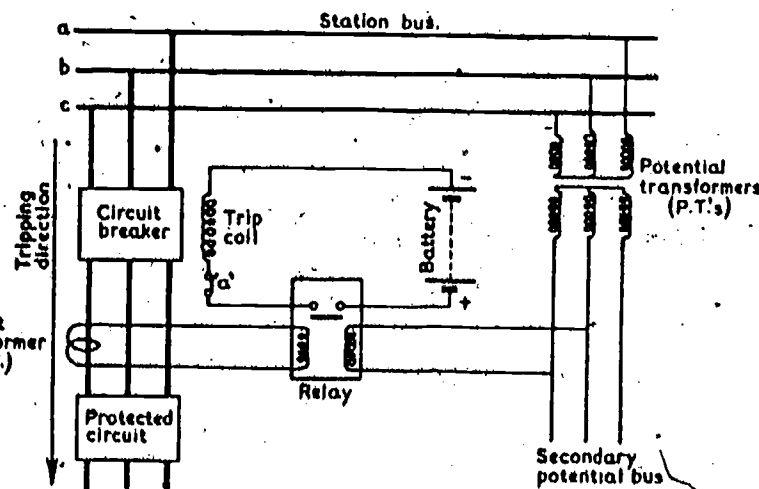 Station bus.
a
b
c
Tripping
direction
Circuit
breaker
Trip
coil
'a'
Battery
-
+
Potential
transformers
(P.T.'s)
Relay
Protected
circuit
Secondary
potential bus